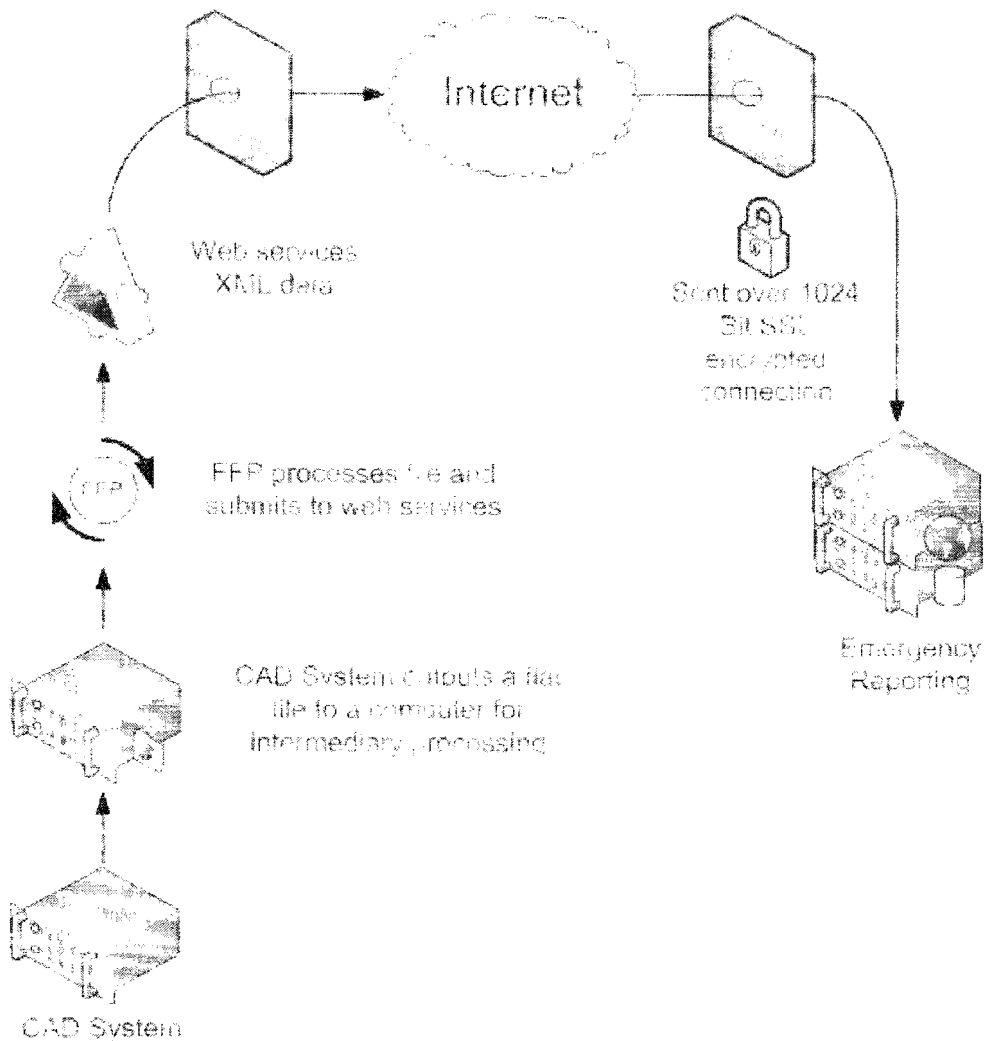 Internet
Web services
XML data
Sent over 1024
Bit SSL
encrypted
connection
FFP
FFP processes file and
submits to web services
CAD System outputs a flat
file to a computer for
intermediary processing
Emergency
Reporting
CAD System